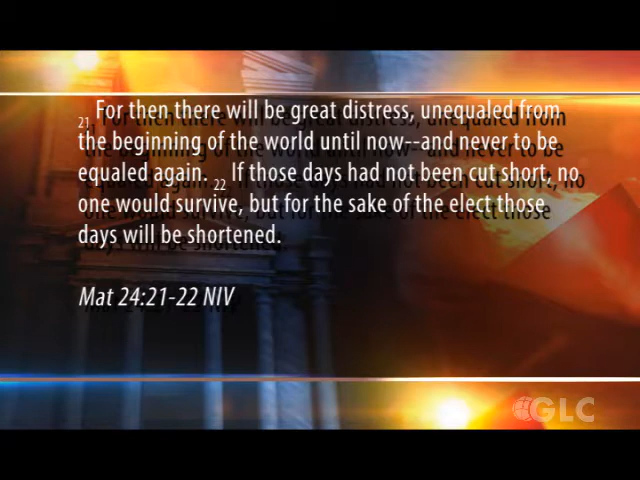 21 For then there will be great distress, unequaled from
the beginning of the world until now--and never to be
equaled again. 22 If those days had not been cut short, no
one would survive, but for the sake of the elect those
days will be shortened.
Mat 24:21-22 NIV
GLC